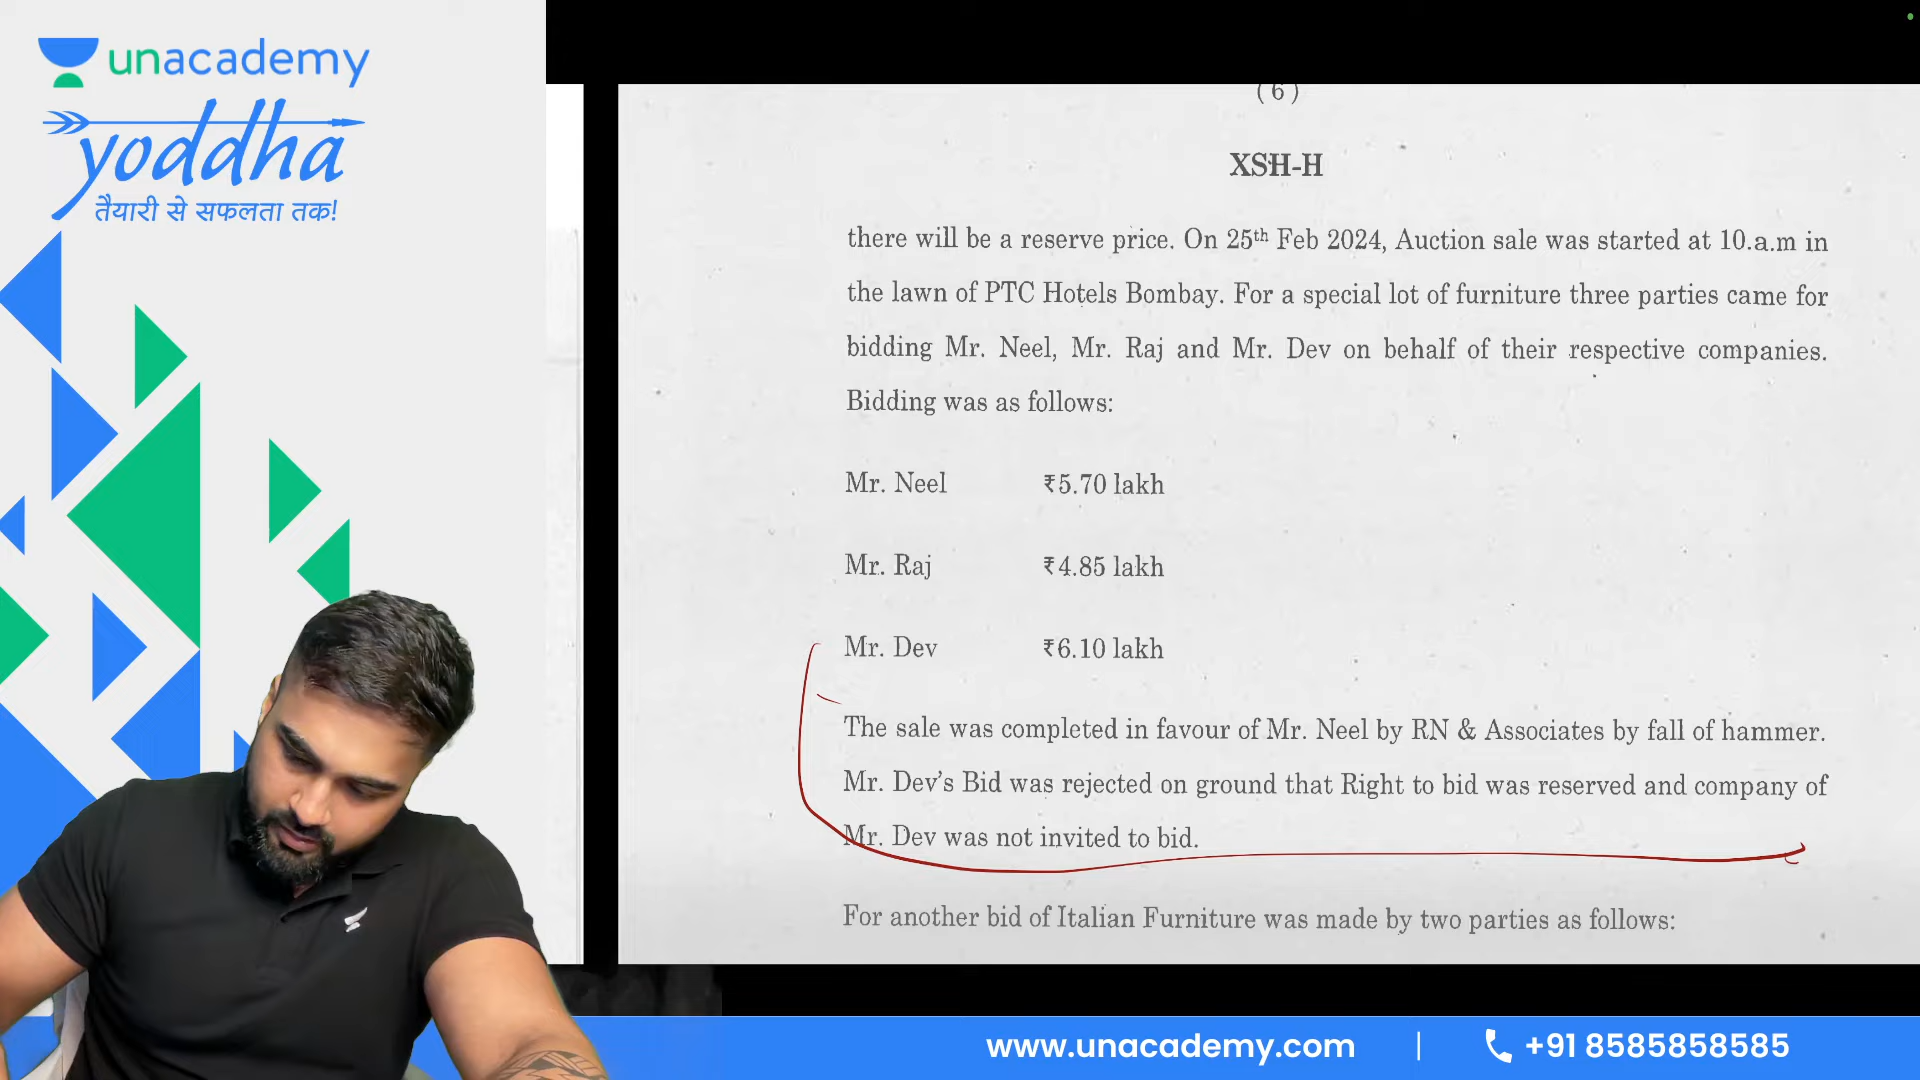 unacademy
yoddha
तैयारी से सफलता तक!
(6)
XSH-H
there will be a reserve price. On 25th Feb 2024, Auction sale was started at 10.a.m in
the lawn of PTC Hotels Bombay. For a special lot of furniture three parties came for
bidding Mr. Neel, Mr. Raj and Mr. Dev on behalf of their respective companies.
Bidding was as follows:
Mr. Neel ₹5.70 lakh
Mr. Raj ₹4.85 lakh
Mr. Dev ₹6.10 lakh
The sale was completed in favour of Mr. Neel by RN & Associates by fall of hammer.
Mr. Dev's Bid was rejected on ground that Right to bid was reserved and company of
Mr. Dev was not invited to bid.
For another bid of Italian Furniture was made by two parties as follows:
www.unacademy.com | +91 8585858585